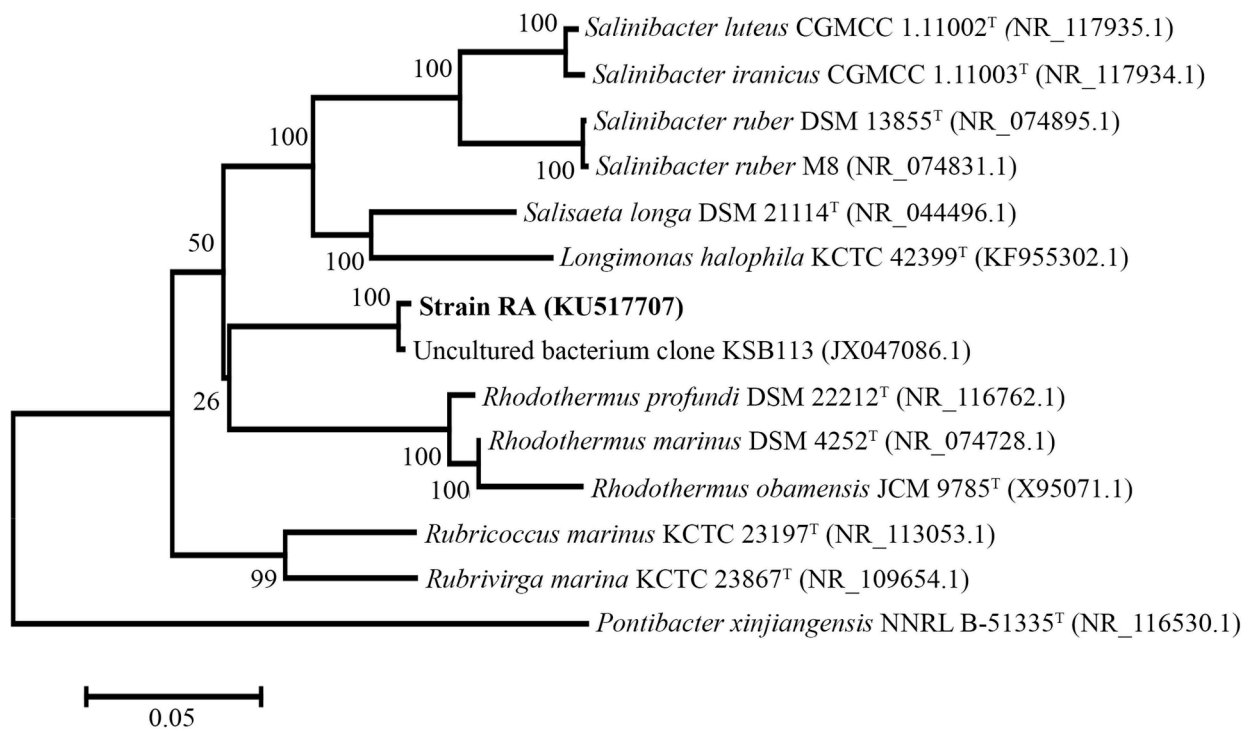 100 Salinibacter luteus CGMCC 1.11002ᵀ (NR_117935.1)
100
Salinibacter iranicus CGMCC 1.11003ᵀ (NR_117934.1)
Salinibacter ruber DSM 13855ᵀ (NR_074895.1)
100
100 Salinibacter ruber M8 (NR_074831.1)
Salisaeta longa DSM 21114ᵀ (NR_044496.1)
50
100 Longimonas halophila KCTC 42399ᵀ (KF955302.1)
100 Strain RA (KU517707)
Uncultured bacterium clone KSB113 (JX047086.1)
26 Rhodothermus profundi DSM 22212ᵀ (NR_116762.1)
100 Rhodothermus marinus DSM 4252ᵀ (NR_074728.1)
100 Rhodothermus obamensis JCM 9785ᵀ (X95071.1)
Rubricoccus marinus KCTC 23197ᵀ (NR_113053.1)
99 Rubrivirga marina KCTC 23867ᵀ (NR_109654.1)
Pontibacter xinjiangensis NNRL B-51335ᵀ (NR_116530.1)
0.05